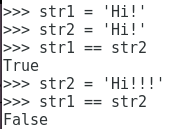 >>> str1 = 'Hi!'
>>> str2 = 'Hi!'
>>> str1 == str2
True
>>> str2 = 'Hi!!!'
>>> str1 == str2
False